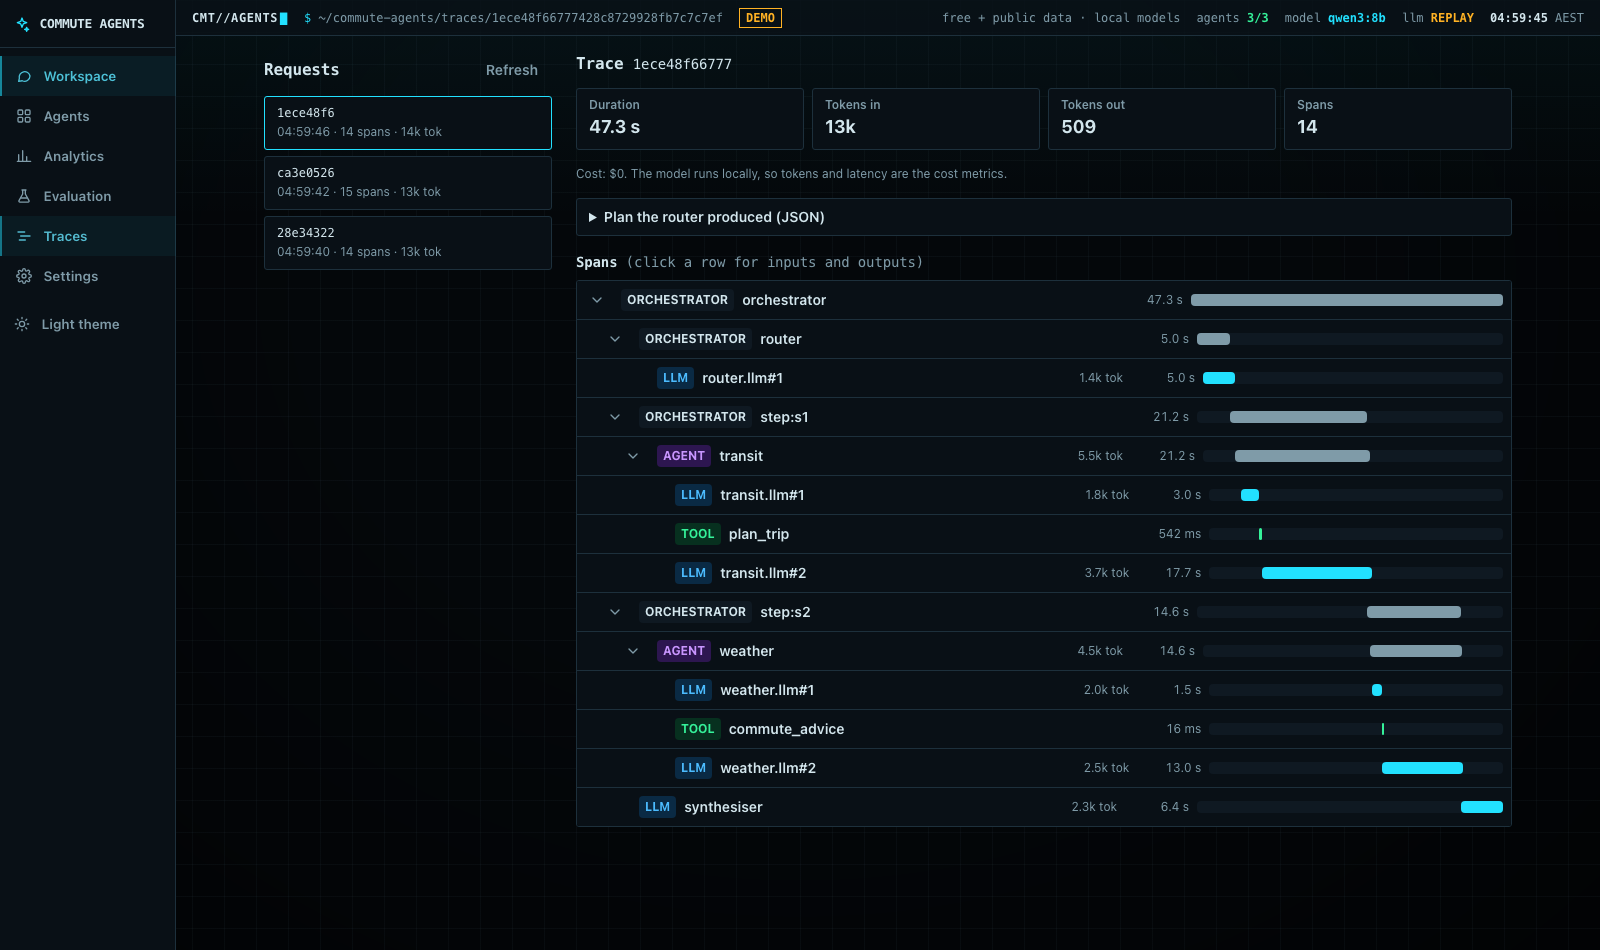 COMMUTE AGENTS
Workspace
Agents
Analytics
Evaluation
Traces
Settings
Light theme
CMT//AGENTS
$ ~/commute-agents/traces/1ece48f66777428c8729928fb7c7c7ef
DEMO
free + public data · local models
agents 3/3
model qwen3:8b
llm REPLAY
04:59:45 AEST
Requests
Refresh
1ece48f6
04:59:46 · 14 spans · 14k tok
ca3e0526
04:59:42 · 15 spans · 13k tok
28e34322
04:59:40 · 14 spans · 13k tok
Trace 1ece48f66777
Duration
47.3 s
Tokens in
13k
Tokens out
509
Spans
14
Cost: $0. The model runs locally, so tokens and latency are the cost metrics.
Plan the router produced (JSON)
Spans (click a row for inputs and outputs)
ORCHESTRATOR orchestrator 47.3 s
ORCHESTRATOR router 5.0 s
LLM router.llm#1 1.4k tok 5.0 s
ORCHESTRATOR step:s1 21.2 s
AGENT transit 5.5k tok 21.2 s
LLM transit.llm#1 1.8k tok 3.0 s
TOOL plan_trip 542 ms
LLM transit.llm#2 3.7k tok 17.7 s
ORCHESTRATOR step:s2 14.6 s
AGENT weather 4.5k tok 14.6 s
LLM weather.llm#1 2.0k tok 1.5 s
TOOL commute_advice 16 ms
LLM weather.llm#2 2.5k tok 13.0 s
LLM synthesiser 2.3k tok 6.4 s